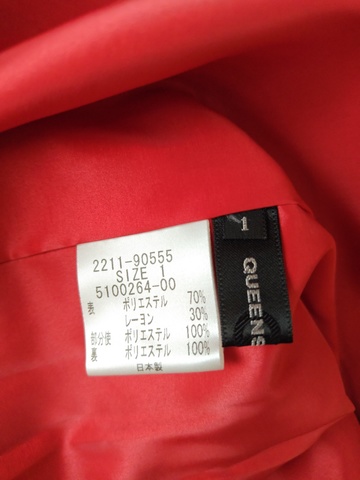 2211-90555
SIZE 1
5100264-00
表 ポリエステル 70%
レーヨン 30%
部分使 ポリエステル 100%
裏 ポリエステル 100%
日本製
1
QUEENS